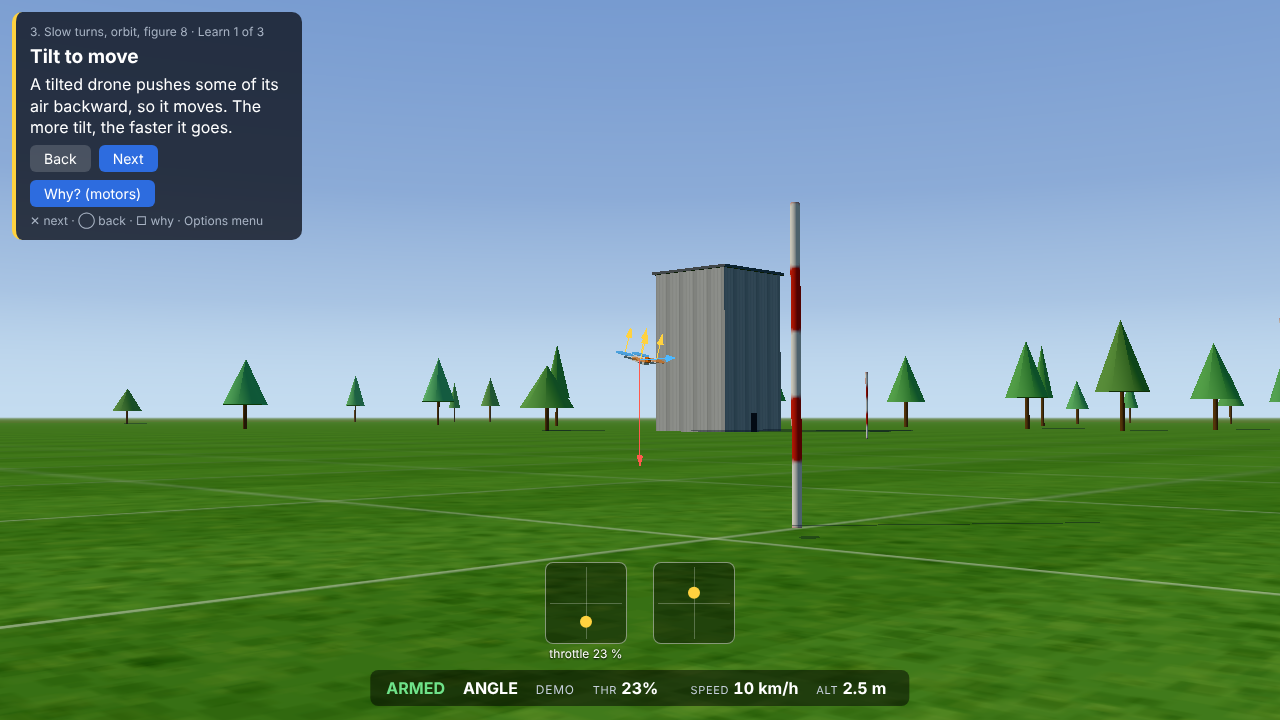 3. Slow turns, orbit, figure 8 · Learn 1 of 3
Tilt to move
A tilted drone pushes some of its
air backward, so it moves. The
more tilt, the faster it goes.
Back Next
Why? (motors)
✕ next · ◯ back · □ why · Options menu
throttle 23 %
ARMED ANGLE DEMO THR 23% SPEED 10 km/h ALT 2.5 m